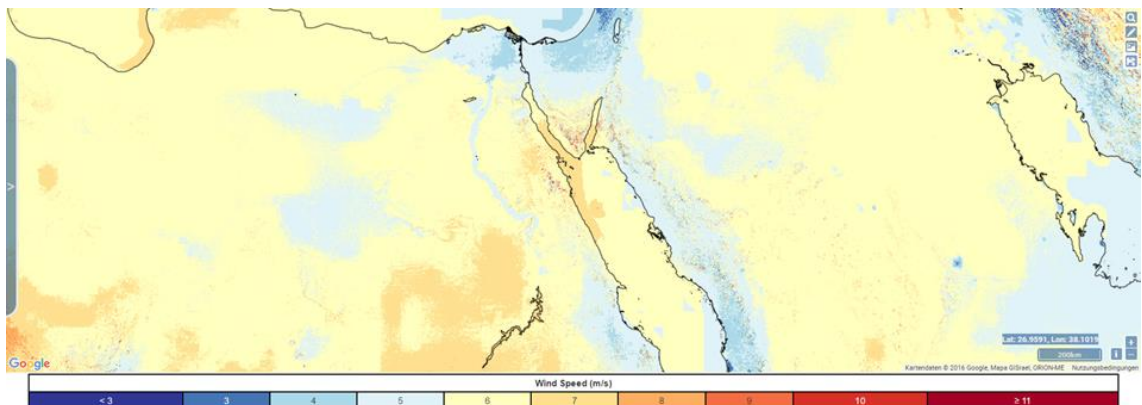 Lat: 26.9591, Lon: 38.1019
200km
Google
Kartendaten © 2016 Google, Mapa GISrael, ORION-ME Nutzungsbedingungen
Wind Speed (m/s)
< 3 3 4 5 6 7 8 9 10 ≥ 11